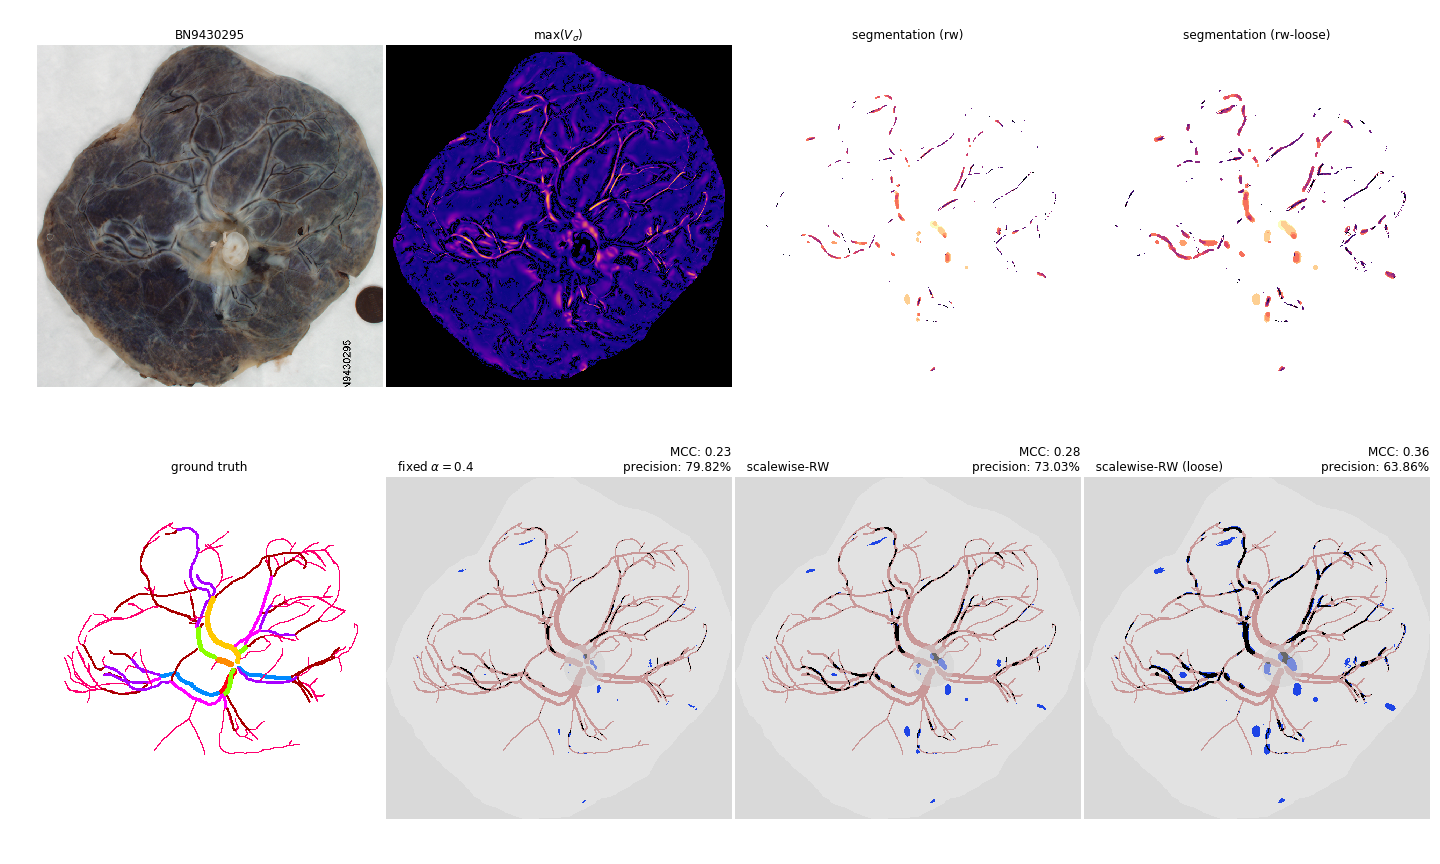 BN9430295
max(Vσ)
segmentation (rw)
segmentation (rw-loose)
N9430295
ground truth
fixed α = 0.4
MCC: 0.23
precision: 79.82%
scalewise-RW
MCC: 0.28
precision: 73.03%
scalewise-RW (loose)
MCC: 0.36
precision: 63.86%